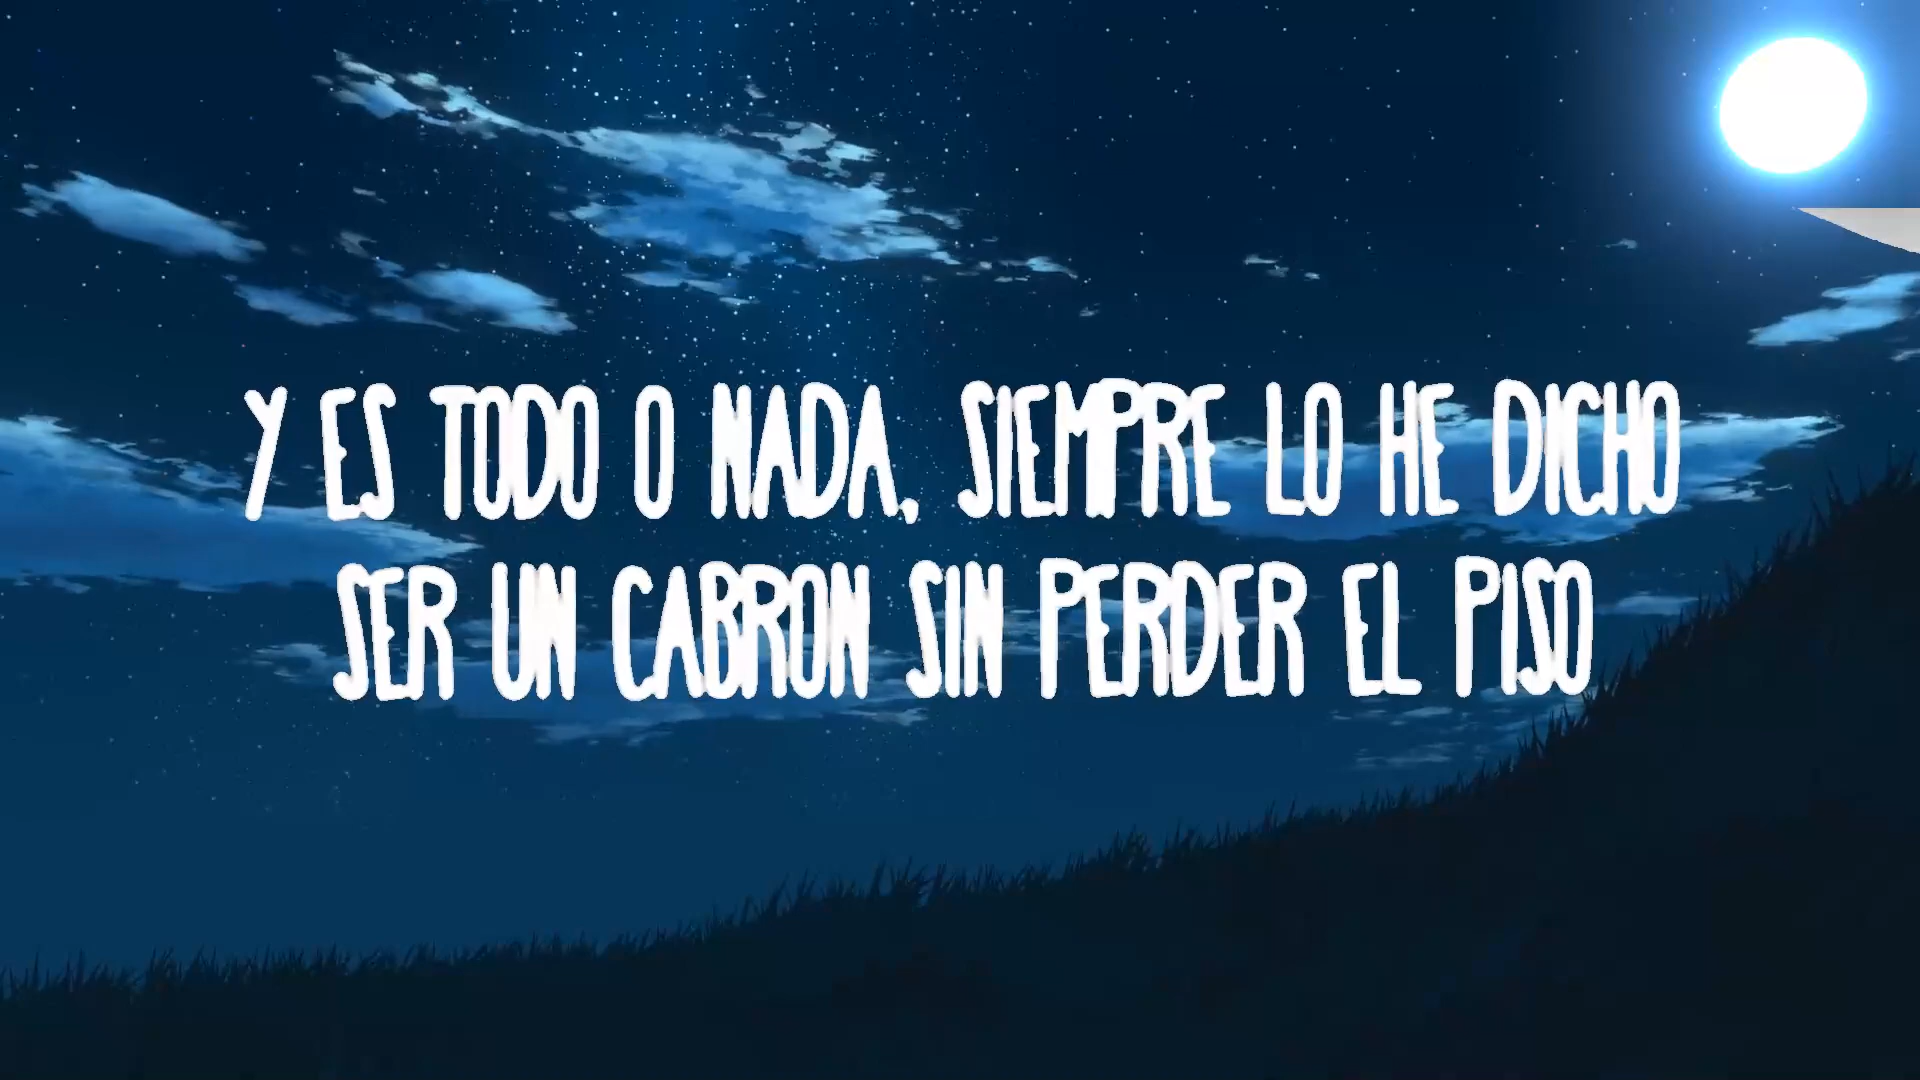 Y ES TODO O NADA, SIEMPRE LO HE DICHO
SER UN CABRON SIN PERDER EL PISO